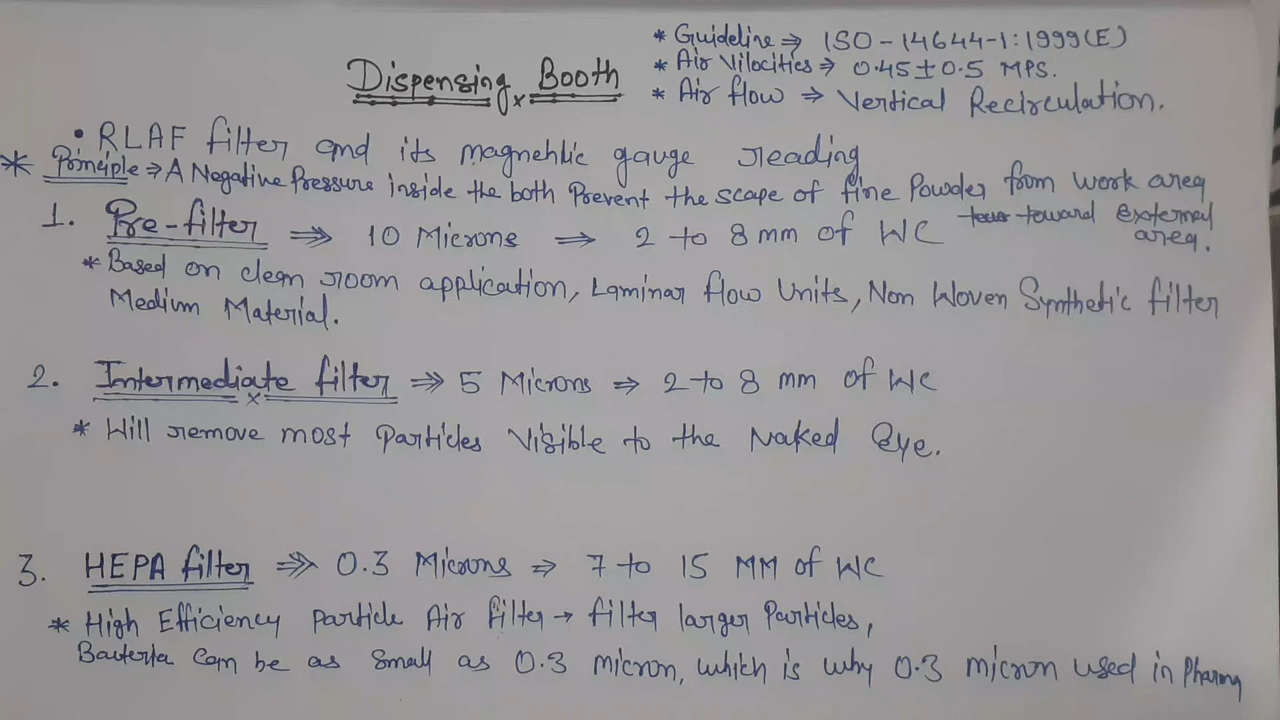 * Guideline ⇒ ISO-14644-1:1999(E)
* Air Vilocities ⇒ 0.45±0.5 MPS.
Dispensing Booth
* Air flow ⇒ Vertical Recirculation.
• RLAF filter and its magnehlic gauge reading
* Principle ⇒ A Negative Pressure inside the both Prevent the scape of fine Powder from work area
toward External area.
1. Pre-filter ⇒ 10 Microns ⇒ 2 to 8 mm of WC
* Based on clean room application, Laminar flow Units, Non Woven Synthetic filter
Medium Material.
2. Intermediate filter ⇒ 5 Microns ⇒ 2 to 8 mm of WC
* Will remove most Particles Visible to the Naked Eye.
3. HEPA filter ⇒ 0.3 Microns ⇒ 7 to 15 MM of WC
* High Efficiency Particle Air filter → filter larger Particles,
Bacteria Can be as small as 0.3 micron, which is why 0.3 micron used in Pharma